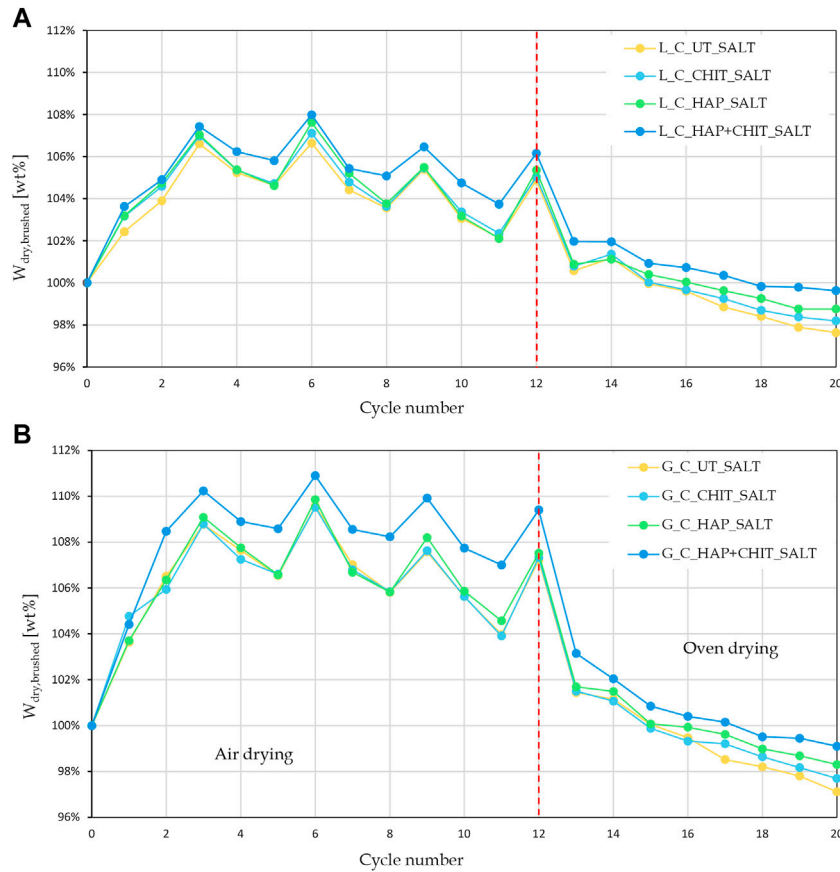 A
112%
110%
108%
106%
104%
102%
100%
98%
96%
W_dry,brushed [wt%]
L_C_UT_SALT
L_C_CHIT_SALT
L_C_HAP_SALT
L_C_HAP+CHIT_SALT
0 2 4 6 8 10 12 14 16 18 20
Cycle number
B
112%
110%
108%
106%
104%
102%
100%
98%
96%
W_dry,brushed [wt%]
G_C_UT_SALT
G_C_CHIT_SALT
G_C_HAP_SALT
G_C_HAP+CHIT_SALT
Oven drying
Air drying
0 2 4 6 8 10 12 14 16 18 20
Cycle number